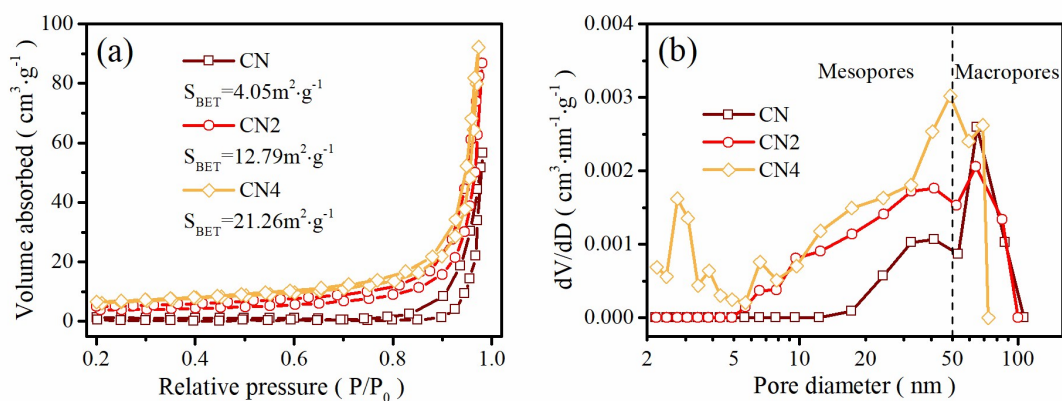 (a)
CN
S_BET=4.05m²·g⁻¹
CN2
S_BET=12.79m²·g⁻¹
CN4
S_BET=21.26m²·g⁻¹
100
80
60
40
20
0
Volume absorbed ( cm³·g⁻¹ )
0.2 0.4 0.6 0.8 1.0
Relative pressure ( P/P₀ )
(b)
Mesopores Macropores
CN
CN2
CN4
0.004
0.003
0.002
0.001
0.000
dV/dD ( cm³·nm⁻¹·g⁻¹ )
2 5 10 20 50 100
Pore diameter ( nm )